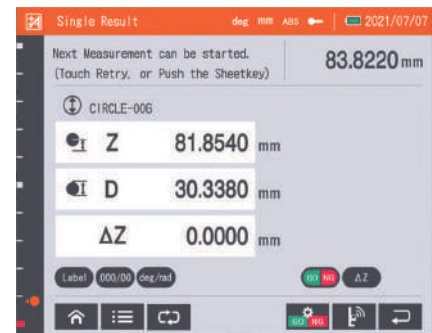 Single Result deg mm ABS 2021/07/07
Next Measurement can be started.
(Touch Retry, or Push the Sheetkey)
83.8220 mm
CIRCLE-006
Z 81.8540 mm
D 30.3380 mm
ΔZ 0.0000 mm
Label 000/00 deg/rad GO NG ΔZ
GO NG